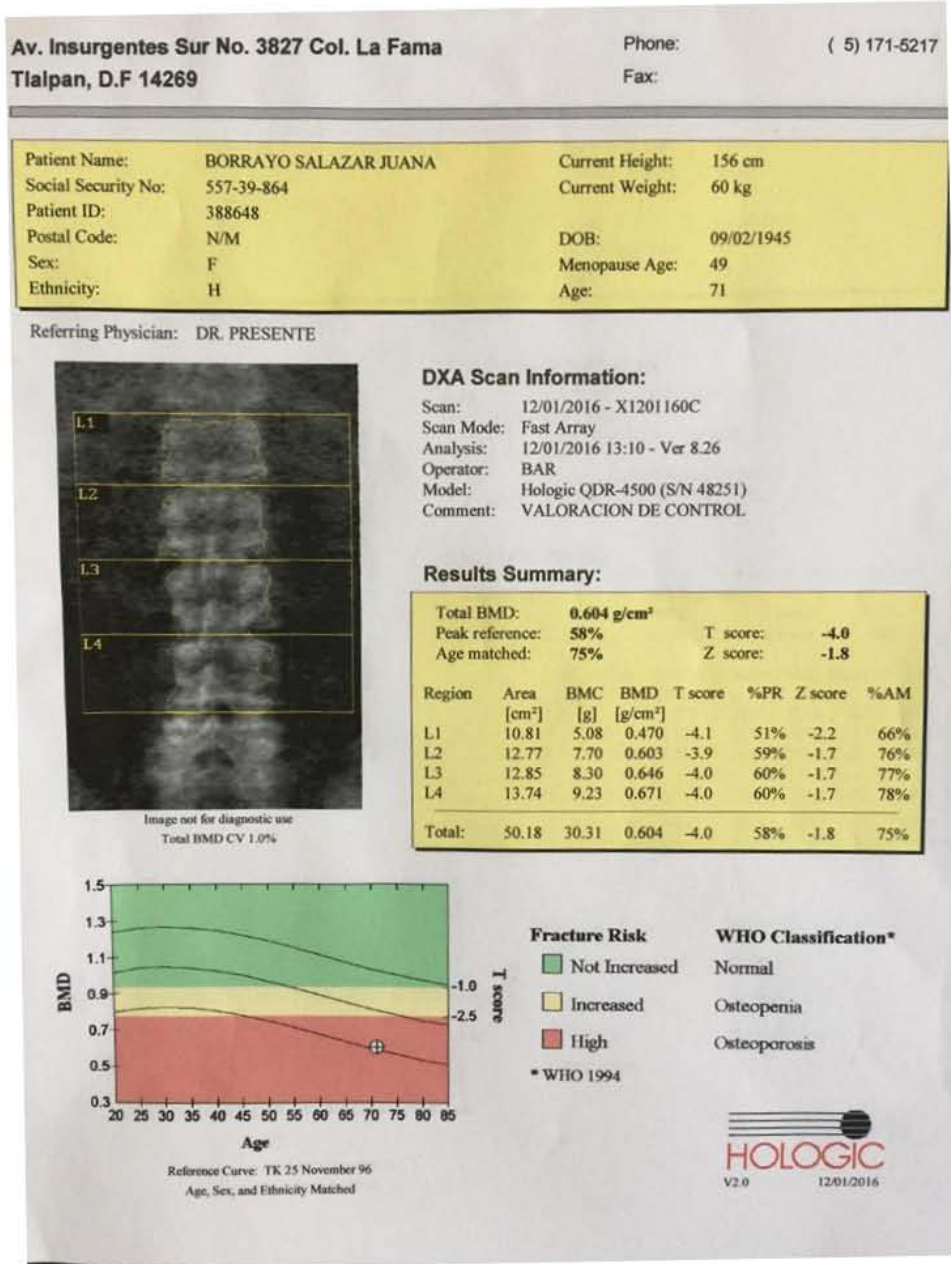 Av. Insurgentes Sur No. 3827 Col. La Fama
Tlalpan, D.F 14269
Phone: ( 5) 171-5217
Fax:
Patient Name: BORRAYO SALAZAR JUANA
Social Security No: 557-39-864
Patient ID: 388648
Postal Code: N/M
Sex: F
Ethnicity: H
Current Height: 156 cm
Current Weight: 60 kg
DOB: 09/02/1945
Menopause Age: 49
Age: 71
Referring Physician: DR. PRESENTE
L1
L2
L3
L4
Image not for diagnostic use
Total BMD CV 1.0%
DXA Scan Information:
Scan: 12/01/2016 - X1201160C
Scan Mode: Fast Array
Analysis: 12/01/2016 13:10 - Ver 8.26
Operator: BAR
Model: Hologic QDR-4500 (S/N 48251)
Comment: VALORACION DE CONTROL
Results Summary:
Total BMD: 0.604 g/cm²
Peak reference: 58% T score: -4.0
Age matched: 75% Z score: -1.8
Region Area BMC BMD T score %PR Z score %AM
[cm²] [g] [g/cm²]
L1 10.81 5.08 0.470 -4.1 51% -2.2 66%
L2 12.77 7.70 0.603 -3.9 59% -1.7 76%
L3 12.85 8.30 0.646 -4.0 60% -1.7 77%
L4 13.74 9.23 0.671 -4.0 60% -1.7 78%
Total: 50.18 30.31 0.604 -4.0 58% -1.8 75%
1.5
1.3
1.1
0.9
0.7
0.5
0.3
BMD
-1.0
-2.5
T score
20 25 30 35 40 45 50 55 60 65 70 75 80 85
Age
Reference Curve: TK 25 November 96
Age, Sex, and Ethnicity Matched
Fracture Risk WHO Classification*
Not Increased Normal
Increased Osteopenia
High Osteoporosis
* WHO 1994
HOLOGIC
V2.0 12/01/2016